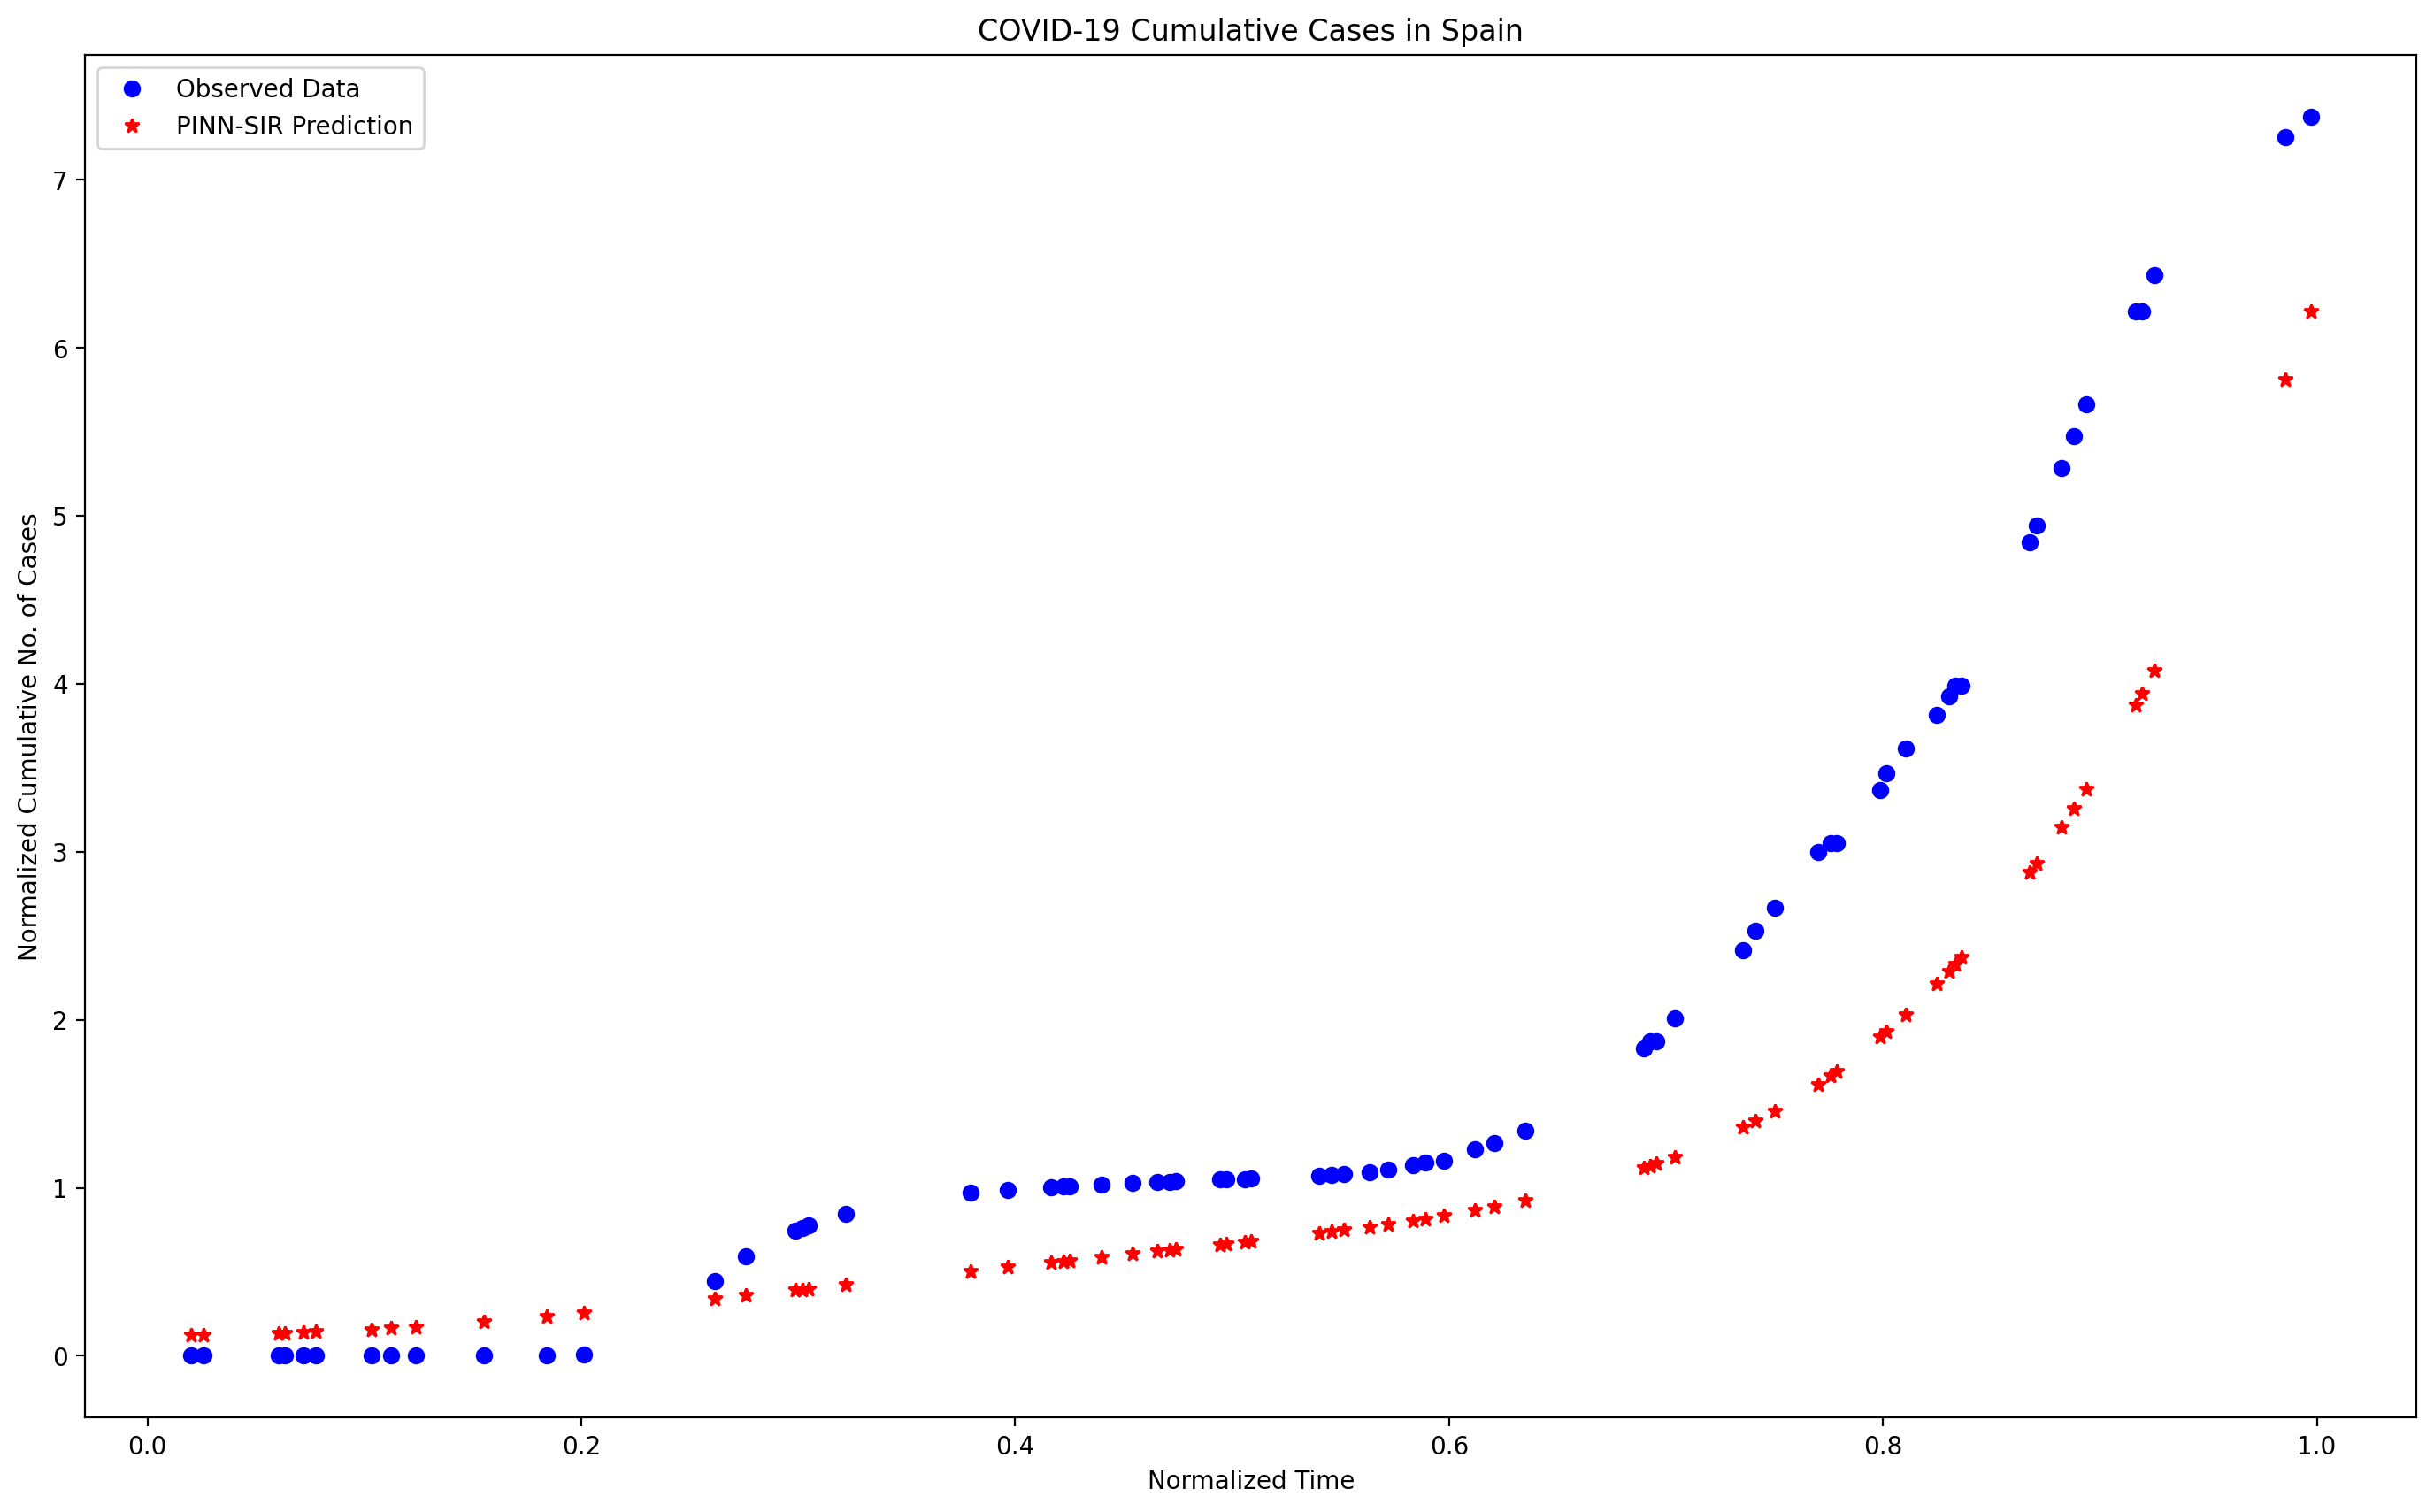 COVID-19 Cumulative Cases in Spain
Observed Data
PINN-SIR Prediction
Normalized Cumulative No. of Cases
7
6
5
4
3
2
1
0
0.0 0.2 0.4 0.6 0.8 1.0
Normalized Time